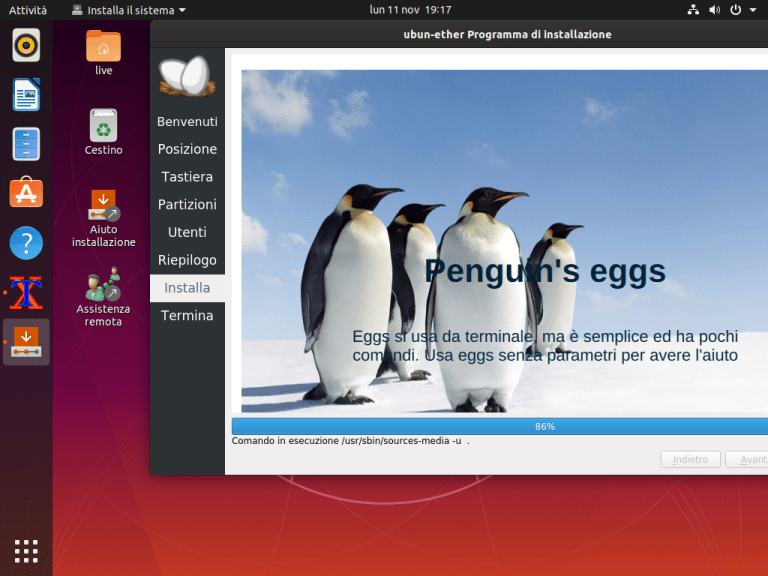 Attività
Installa il sistema
lun 11 nov 19:17
ubun-ether Programma di installazione
live
Cestino
Aiuto
installazione
Assistenza
remota
Benvenuti
Posizione
Tastiera
Partizioni
Utenti
Riepilogo
Installa
Termina
Penguin's eggs
Eggs si usa da terminale, ma è semplice ed ha pochi
comandi. Usa eggs senza parametri per avere l'aiuto
86%
Comando in esecuzione /usr/sbin/sources-media -u .
Indietro
Avant